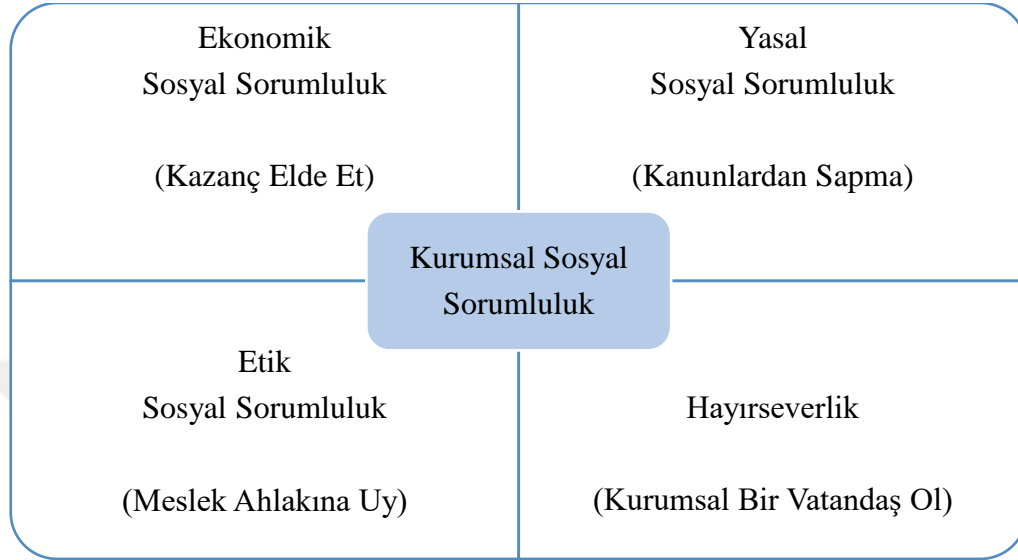 Ekonomik
Sosyal Sorumluluk
(Kazanç Elde Et)
Yasal
Sosyal Sorumluluk
(Kanunlardan Sapma)
Kurumsal Sosyal
Sorumluluk
Etik
Sosyal Sorumluluk
(Meslek Ahlakına Uy)
Hayırseverlik
(Kurumsal Bir Vatandaş Ol)